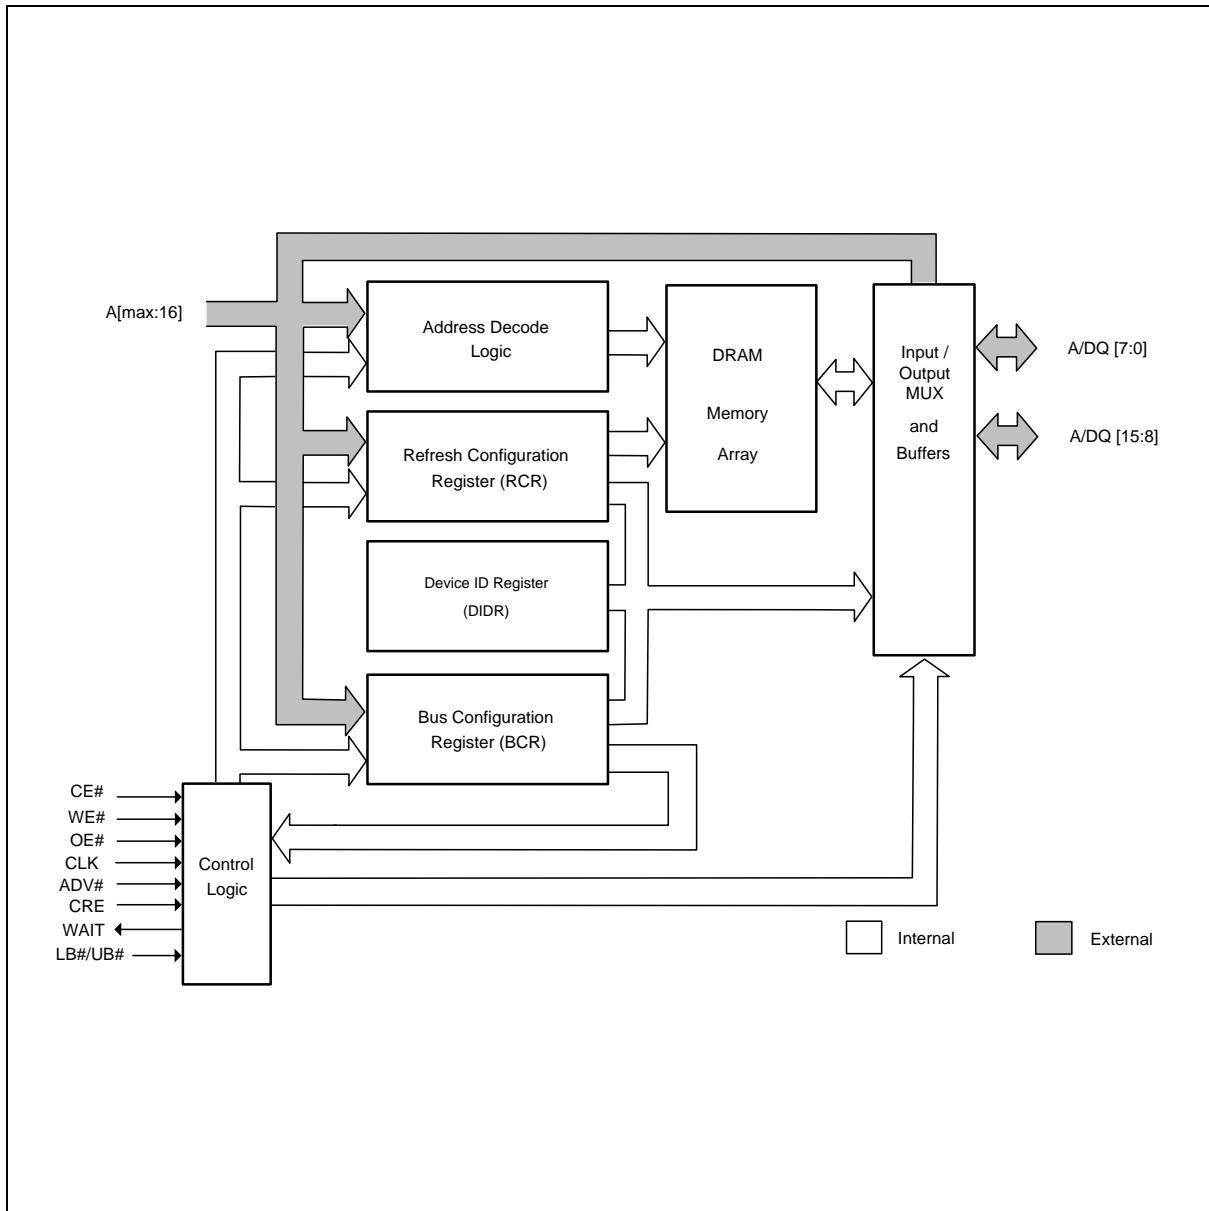 A[max:16]
Address Decode
Logic
Refresh Configuration
Register (RCR)
Device ID Register
(DIDR)
Bus Configuration
Register (BCR)
DRAM
Memory
Array
Input /
Output
MUX
and
Buffers
A/DQ [7:0]
A/DQ [15:8]
CE#
WE#
OE#
CLK
ADV#
CRE
WAIT
LB#/UB#
Control
Logic
Internal
External